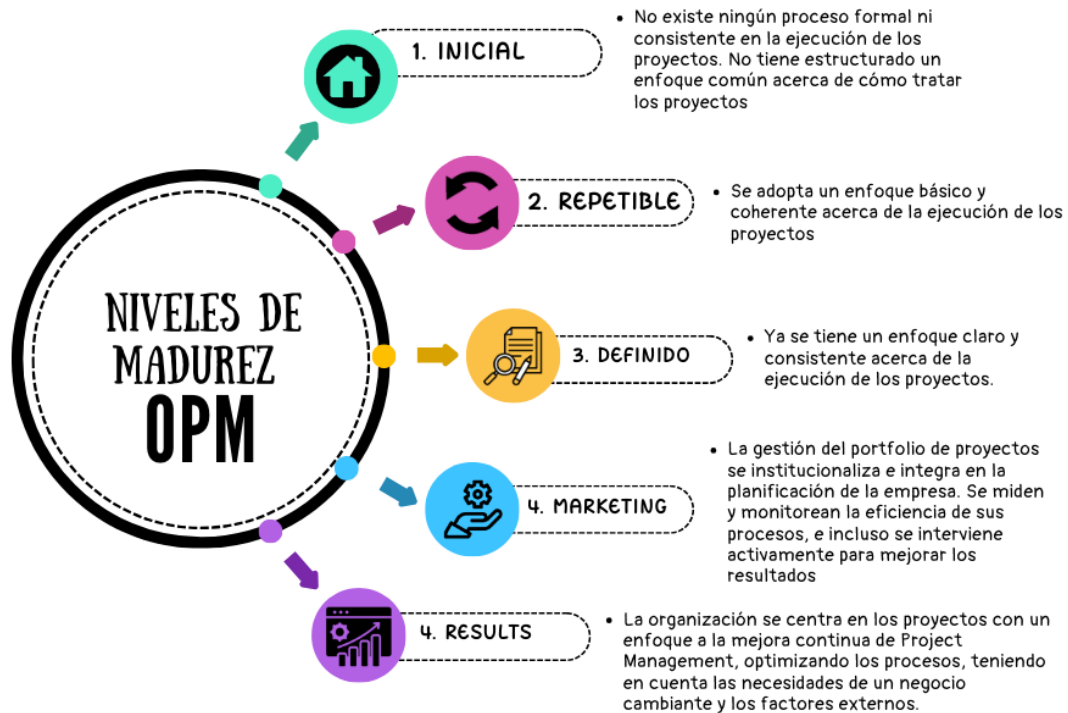 NIVELES DE
MADUREZ
OPM
1. INICIAL
• No existe ningún proceso formal ni
consistente en la ejecución de los
proyectos. No tiene estructurado un
enfoque común acerca de cómo tratar
los proyectos
2. REPETIBLE
• Se adopta un enfoque básico y
coherente acerca de la ejecución de los
proyectos
3. DEFINIDO
• Ya se tiene un enfoque claro y
consistente acerca de la
ejecución de los proyectos.
4. MARKETING
• La gestión del portfolio de proyectos
se institucionaliza e integra en la
planificación de la empresa. Se miden
y monitorean la eficiencia de sus
procesos, e incluso se interviene
activamente para mejorar los
resultados
4. RESULTS
• La organización se centra en los proyectos con un
enfoque a la mejora continua de Project
Management, optimizando los procesos, teniendo
en cuenta las necesidades de un negocio
cambiante y los factores externos.